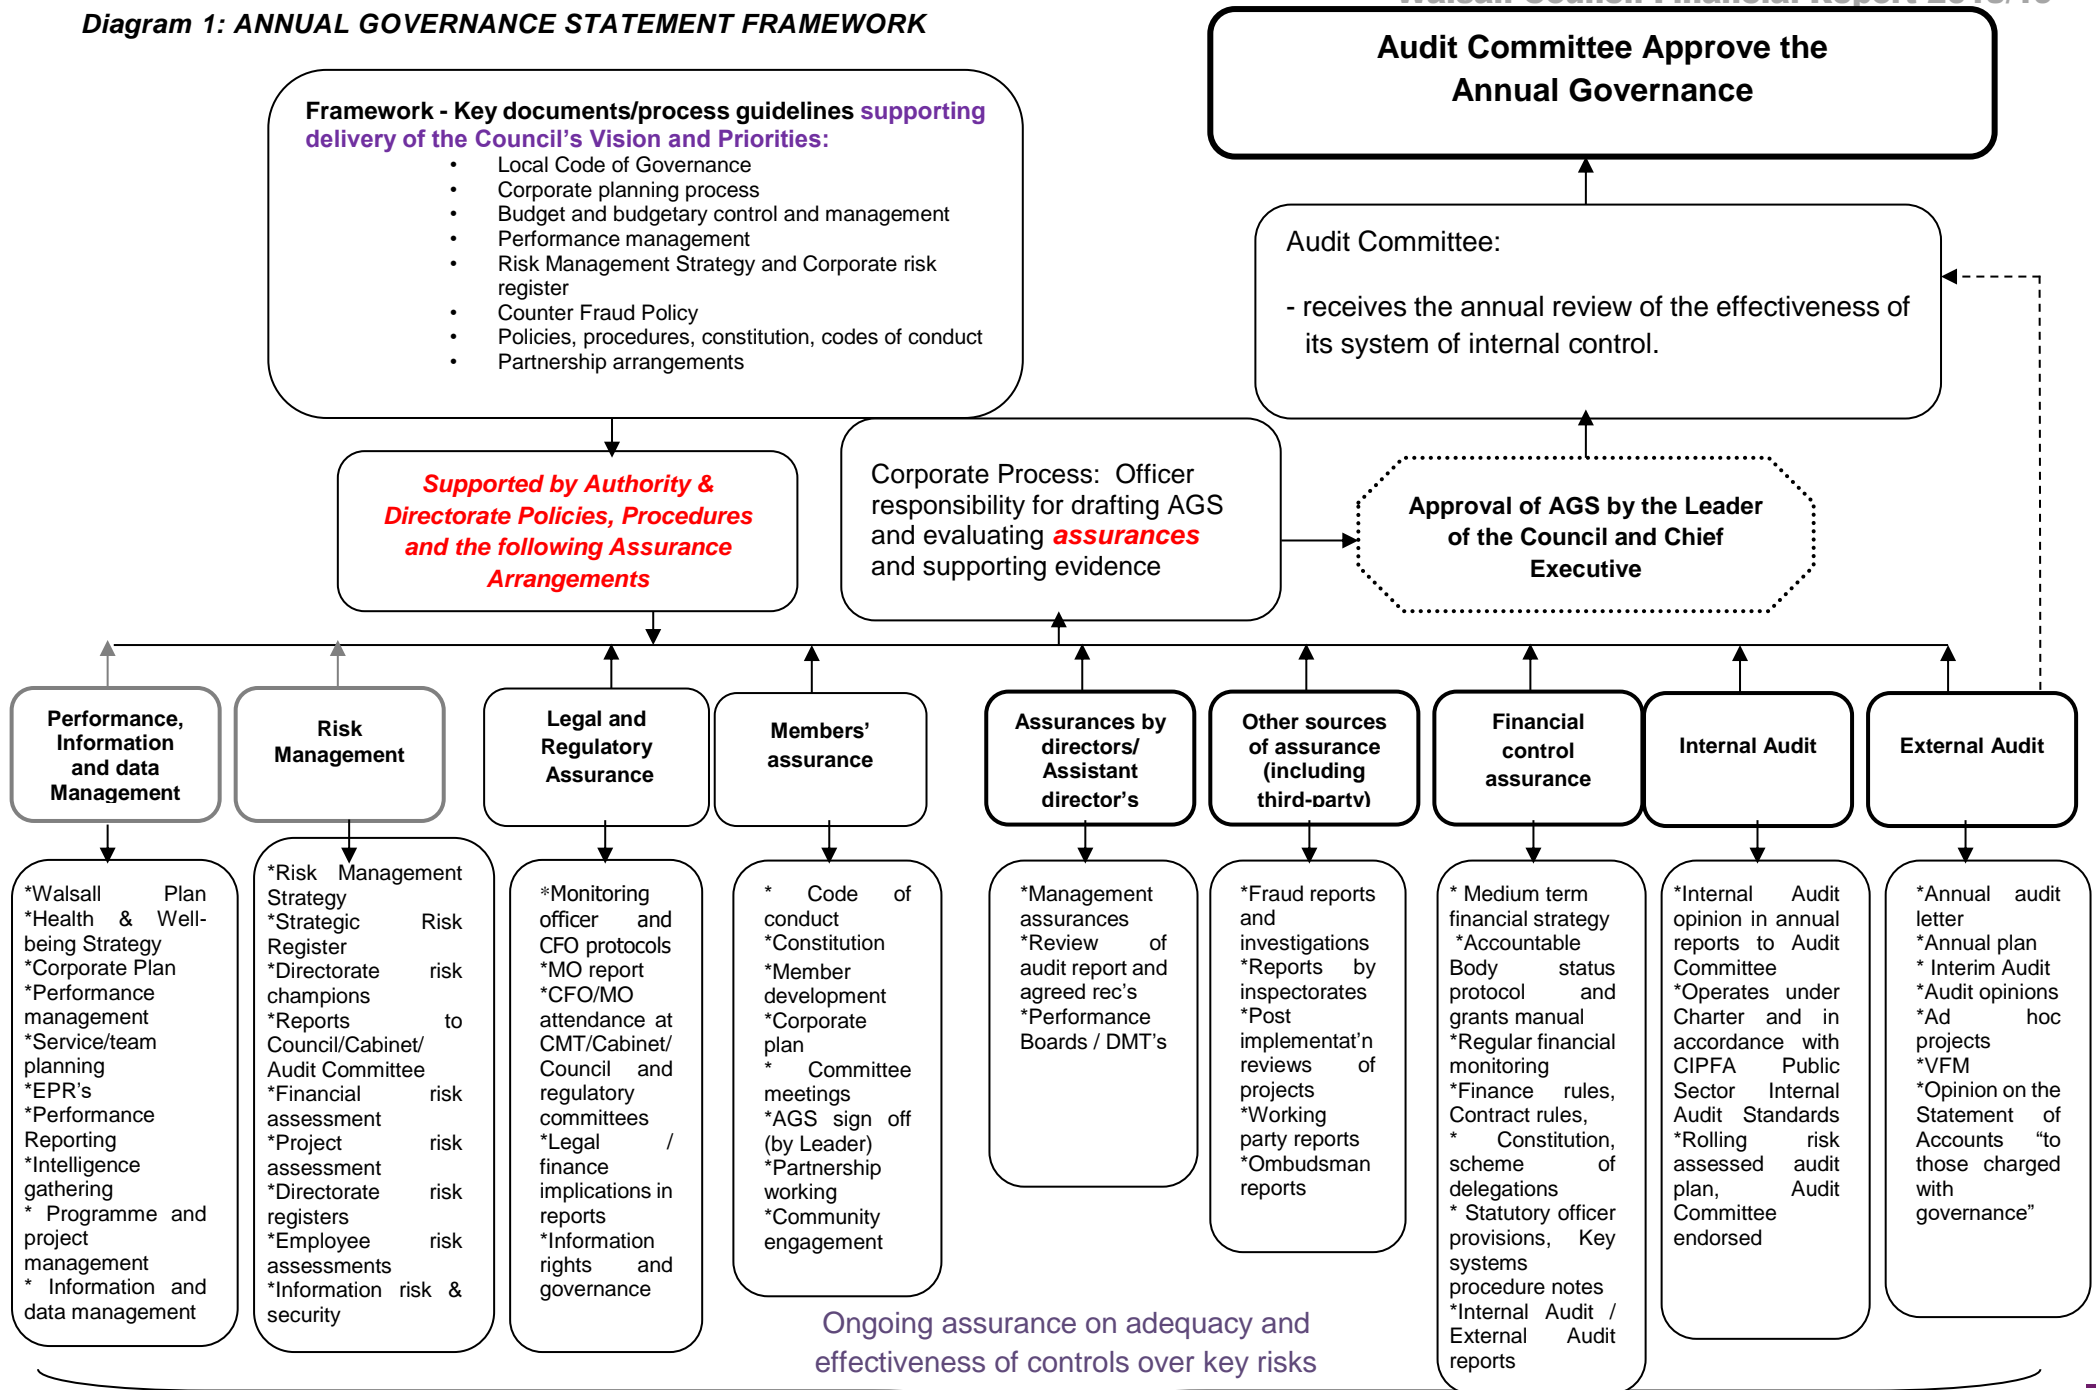 Diagram 1: ANNUAL GOVERNANCE STATEMENT FRAMEWORK
Audit Committee Approve the
Annual Governance
Framework - Key documents/process guidelines supporting
delivery of the Council’s Vision and Priorities:
• Local Code of Governance
• Corporate planning process
• Budget and budgetary control and management
• Performance management
• Risk Management Strategy and Corporate risk
register
• Counter Fraud Policy
• Policies, procedures, constitution, codes of conduct
• Partnership arrangements
Audit Committee:
- receives the annual review of the effectiveness of
its system of internal control.
Supported by Authority &
Directorate Policies, Procedures
and the following Assurance
Arrangements
Corporate Process: Officer
responsibility for drafting AGS
and evaluating assurances
and supporting evidence
Approval of AGS by the Leader
of the Council and Chief
Executive
Performance,
Information
and data
Management
Risk
Management
Legal and
Regulatory
Assurance
Members’
assurance
Assurances by
directors/
Assistant
director’s
Other sources
of assurance
(including
third-party)
Financial
control
assurance
Internal Audit
External Audit
*Walsall Plan
*Health & Well-
being Strategy
*Corporate Plan
*Performance
management
*Service/team
planning
*EPR’s
*Performance
Reporting
*Intelligence
gathering
* Programme and
project
management
* Information and
data management
*Risk Management
Strategy
*Strategic Risk
Register
*Directorate risk
champions
*Reports to
Council/Cabinet/
Audit Committee
*Financial risk
assessment
*Project risk
assessment
*Directorate risk
registers
*Employee risk
assessments
*Information risk &
security
*Monitoring
officer and
CFO protocols
*MO report
*CFO/MO
attendance at
CMT/Cabinet/
Council and
regulatory
committees
*Legal /
finance
implications in
reports
*Information
rights and
governance
* Code of
conduct
*Constitution
*Member
development
*Corporate
plan
* Committee
meetings
*AGS sign off
(by Leader)
*Partnership
working
*Community
engagement
*Management
assurances
*Review of
audit report and
agreed rec’s
*Performance
Boards / DMT’s
*Fraud reports
and
investigations
*Reports by
inspectorates
*Post
implementat’n
reviews of
projects
*Working
party reports
*Ombudsman
reports
* Medium term
financial strategy
*Accountable
Body status
protocol and
grants manual
*Regular financial
monitoring
*Finance rules,
Contract rules,
* Constitution,
scheme of
delegations
* Statutory officer
provisions, Key
systems
procedure notes
*Internal Audit /
External Audit
reports
*Internal Audit
opinion in annual
reports to Audit
Committee
*Operates under
Charter and in
accordance with
CIPFA Public
Sector Internal
Audit Standards
*Rolling risk
assessed audit
plan, Audit
Committee
endorsed
*Annual audit
letter
*Annual plan
* Interim Audit
*Audit opinions
*Ad hoc
projects
*VFM
*Opinion on the
Statement of
Accounts “to
those charged
with
governance”
Ongoing assurance on adequacy and
effectiveness of controls over key risks